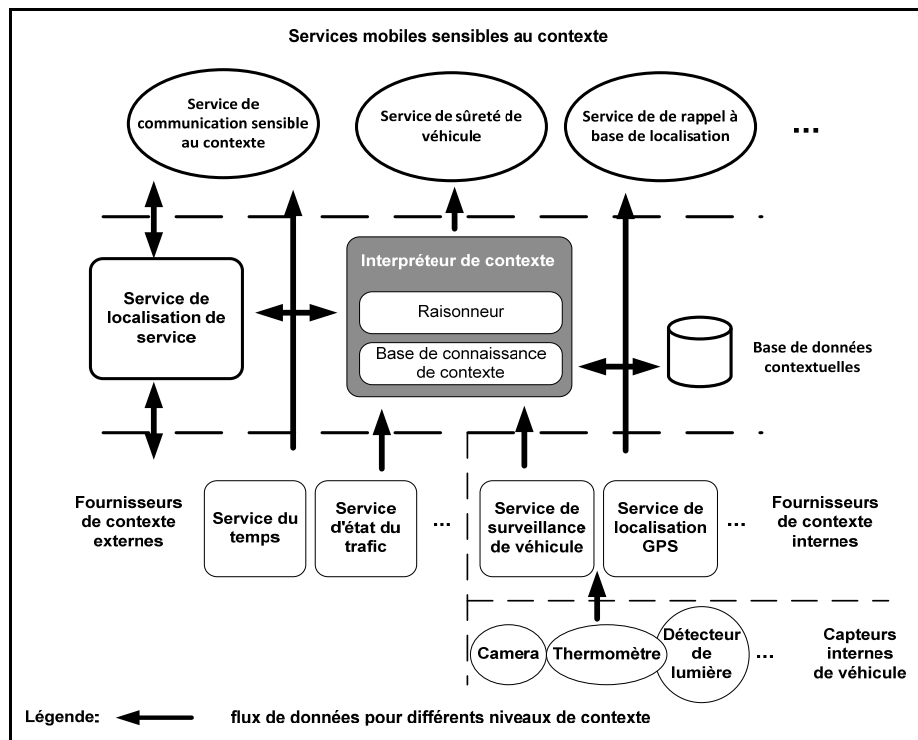 Services mobiles sensibles au contexte
Service de
communication sensible
au contexte
Service de sûreté de
véhicule
Service de de rappel à
base de localisation
...
Service de
localisation de
service
Interpréteur de contexte
Raisonneur
Base de connaissance
de contexte
Base de données
contextuelles
Fournisseurs
de contexte
externes
Service du
temps
Service
d'état du
trafic
...
Service de
surveillance
de véhicule
Service de
localisation
GPS
...
Fournisseurs
de contexte
internes
Camera
Thermomètre
Détecteur
de
lumière
...
Capteurs
internes
de véhicule
Légende:
flux de données pour différents niveaux de contexte